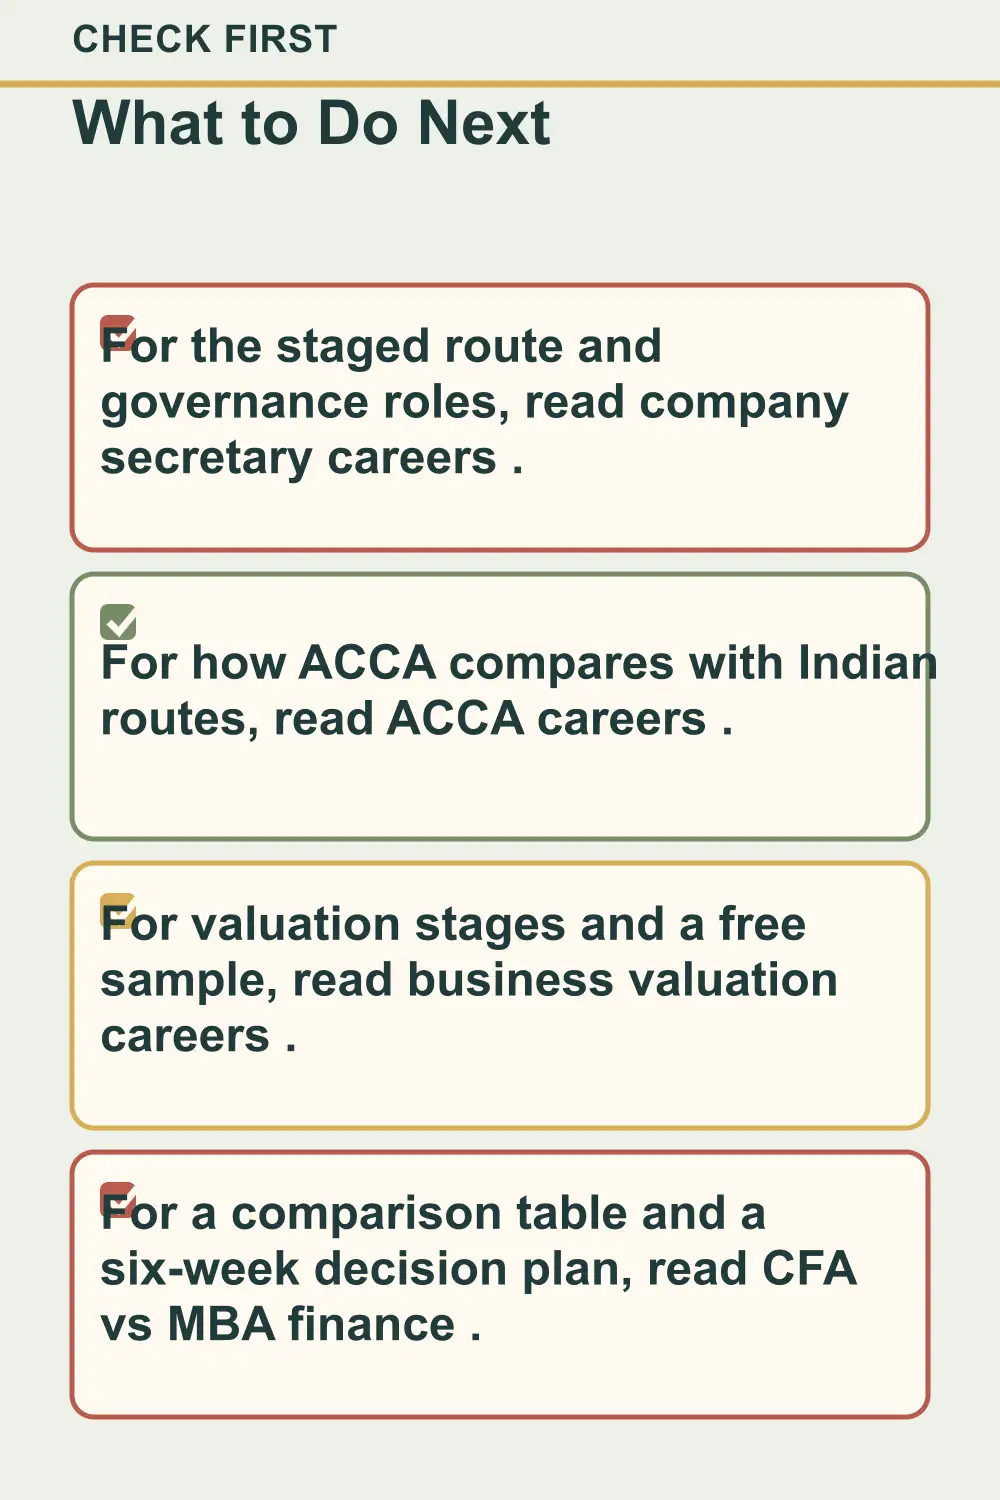 CHECK FIRST
What to Do Next
For the staged route and
governance roles, read company
secretary careers .
For how ACCA compares with Indian
routes, read ACCA careers .
For valuation stages and a free
sample, read business valuation
careers .
For a comparison table and a
six-week decision plan, read CFA
vs MBA finance .